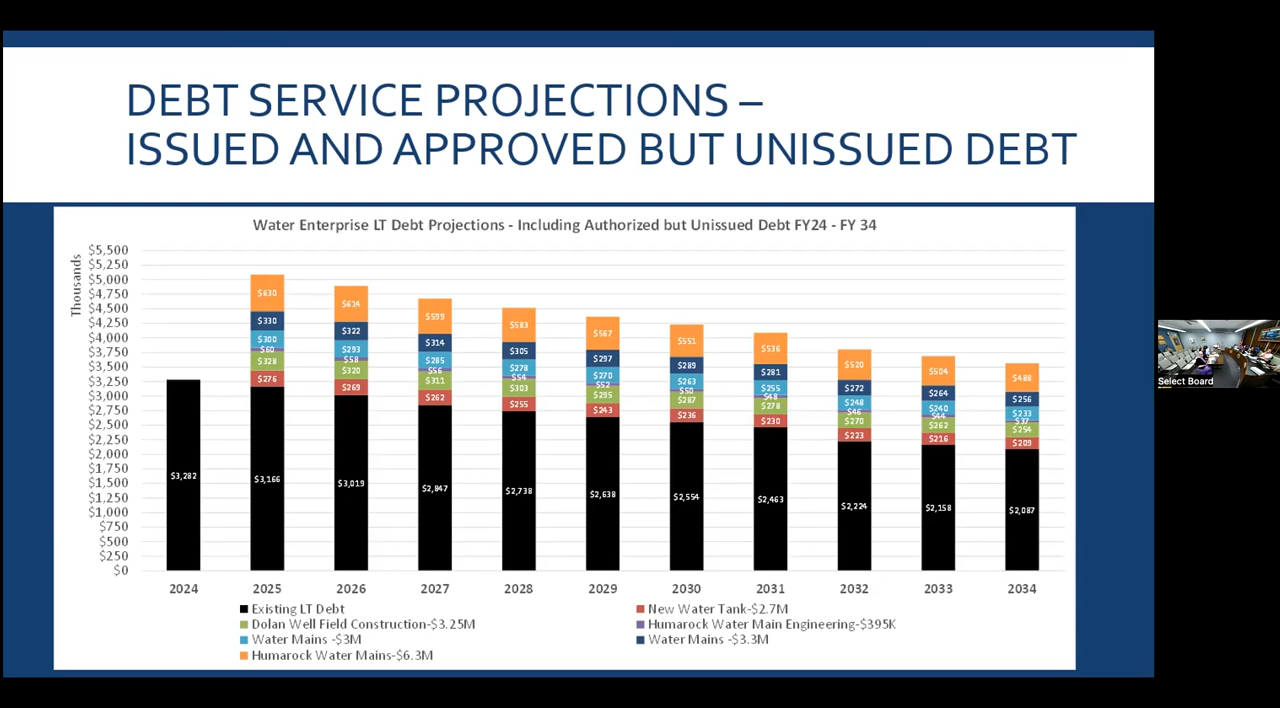 DEBT SERVICE PROJECTIONS –
ISSUED AND APPROVED BUT UNISSUED DEBT
Water Enterprise LT Debt Projections - Including Authorized but Unissued Debt FY24 - FY 34
Thousands
$5,500
$5,250
$5,000
$4,750
$4,500
$4,250
$4,000
$3,750
$3,500
$3,250
$3,000
$2,750
$2,500
$2,250
$2,000
$1,750
$1,500
$1,250
$1,000
$750
$500
$250
$0
$630 $614 $599 $583 $567 $551 $536 $520 $504 $488
$330 $322 $314 $305 $297 $289 $281 $272 $264 $256
$300 $293 $285 $278 $270 $263 $255 $248 $240 $233
$60 $58 $56 $54 $52 $50 $48 $46 $44 $37
$328 $320 $311 $303 $295 $287 $278 $270 $262 $254
$276 $269 $262 $255 $243 $236 $230 $223 $216 $209
$3,282 $3,166 $3,019 $2,847 $2,738 $2,638 $2,554 $2,463 $2,224 $2,158 $2,087
2024 2025 2026 2027 2028 2029 2030 2031 2032 2033 2034
Existing LT Debt New Water Tank-$2.7M
Dolan Well Field Construction-$3.25M Humarock Water Main Engineering-$395K
Water Mains -$3M Water Mains -$3.3M
Humarock Water Mains-$6.3M
Select Board